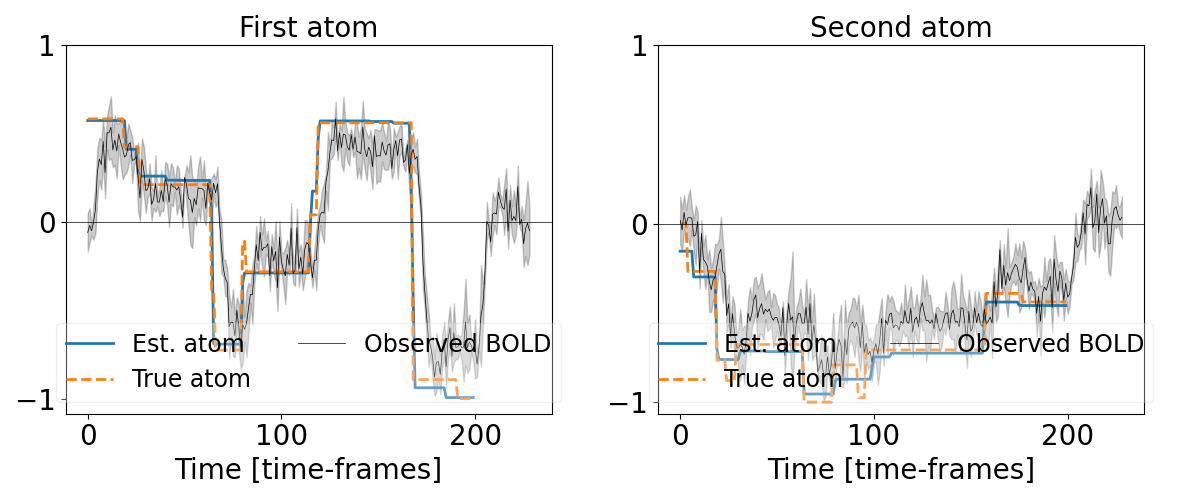 First atom
1
0
−1
0 100 200
Time [time-frames]
Est. atom
True atom
Observed BOLD
Second atom
1
0
−1
0 100 200
Time [time-frames]
Est. atom
True atom
Observed BOLD